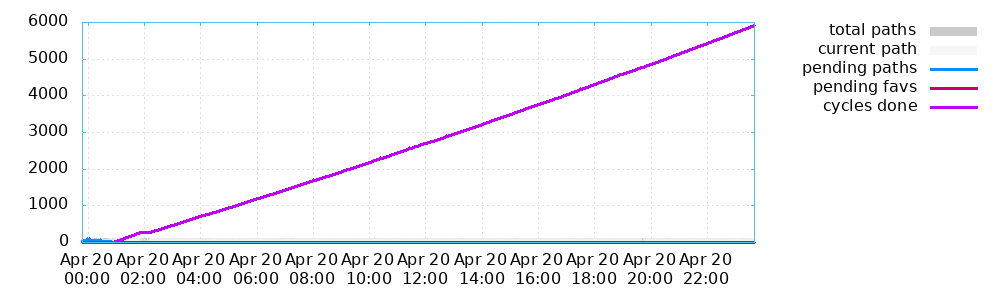 6000
5000
4000
3000
2000
1000
0
Apr 20 Apr 20 Apr 20 Apr 20 Apr 20 Apr 20 Apr 20 Apr 20 Apr 20 Apr 20 Apr 20 Apr 20
00:00 02:00 04:00 06:00 08:00 10:00 12:00 14:00 16:00 18:00 20:00 22:00
total paths
current path
pending paths
pending favs
cycles done